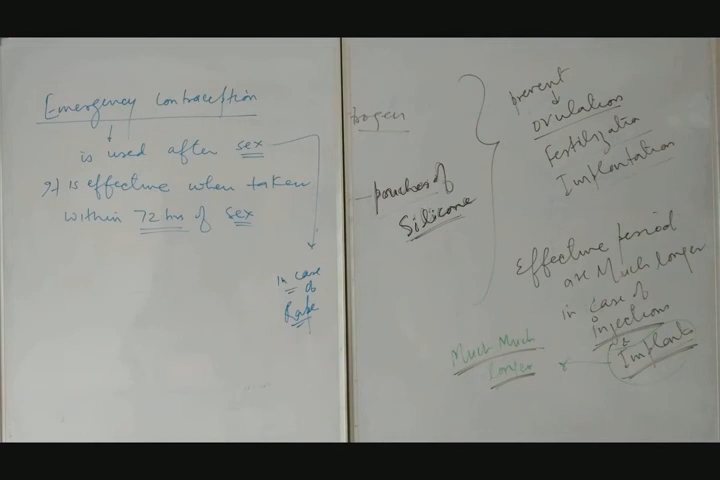 Emergency contraception
is used after sex
It is effective when taken
within 72 hrs of sex
In case
of
Rape
trogen
pouches of
Silicone
prevent
ovulation
Fertilization
Implantation
Effective period
are Much longer
in case of
injections
&
Implants
Much Much
Longer